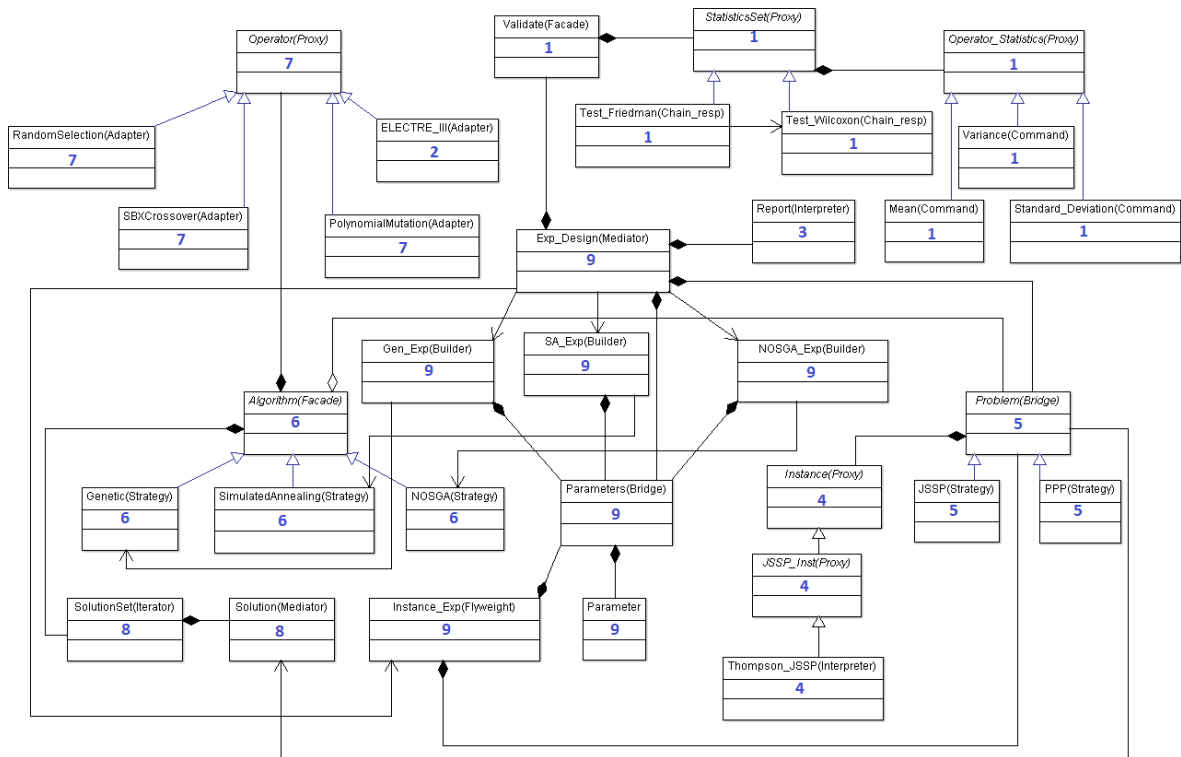 Validate(Facade)
1
StatisticsSet(Proxy)
1
Operator(Proxy)
7
Operator_Statistics(Proxy)
1
RandomSelection(Adapter)
7
ELECTRE_III(Adapter)
2
Test_Friedman(Chain_resp)
1
Test_Wilcoxon(Chain_resp)
1
Variance(Command)
1
SBXCrossover(Adapter)
7
PolynomialMutation(Adapter)
7
Report(Interpreter)
3
Mean(Command)
1
Standard_Deviation(Command)
1
Exp_Design(Mediator)
9
Gen_Exp(Builder)
9
SA_Exp(Builder)
9
NOSGA_Exp(Builder)
9
Algorithm(Facade)
6
Problem(Bridge)
5
Genetic(Strategy)
6
SimulatedAnnealing(Strategy)
6
NOSGA(Strategy)
6
Parameters(Bridge)
9
Instance(Proxy)
4
JSSP(Strategy)
5
PPP(Strategy)
5
JSSP_Inst(Proxy)
4
SolutionSet(Iterator)
8
Solution(Mediator)
8
Instance_Exp(Flyweight)
9
Parameter
9
Thompson_JSSP(Interpreter)
4